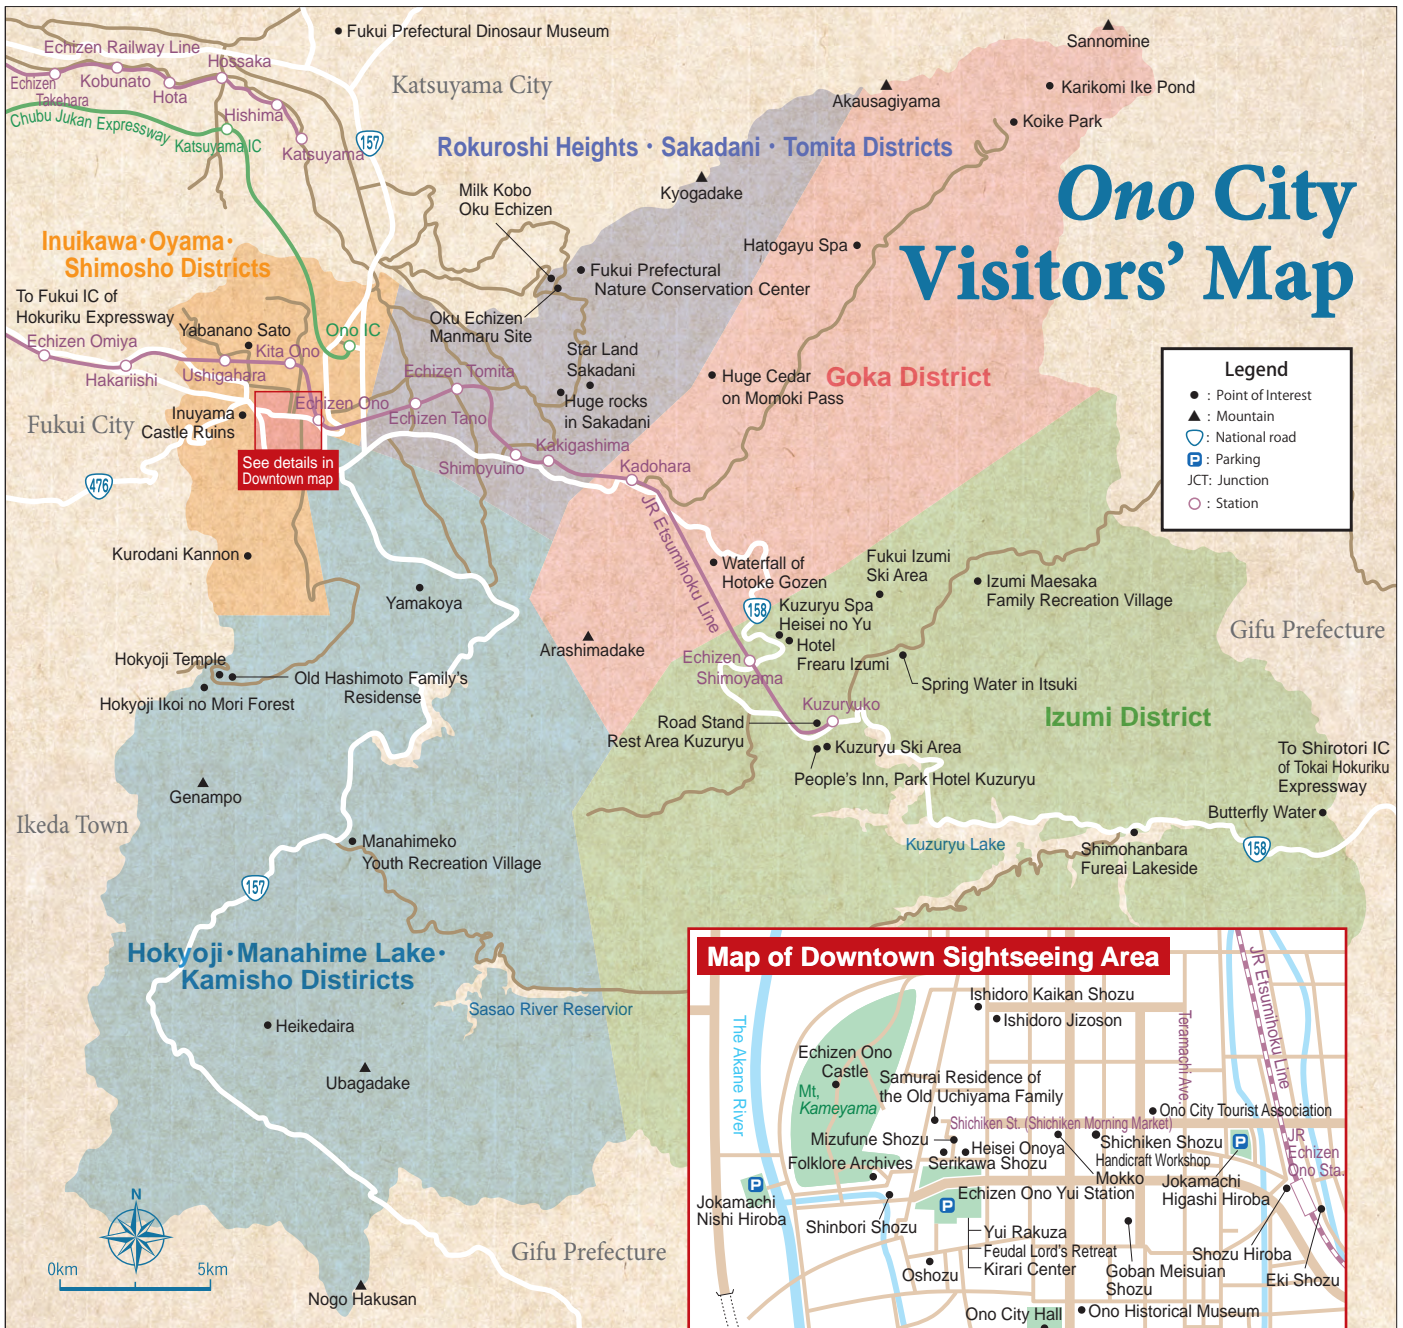 Fukui Prefectural Dinosaur Museum
Sannomine
Echizen Railway Line
Hossaka
Echizen
Takehara
Kobunato
Hota
Katsuyama City
Akausagiyama
Karikomi Ike Pond
Chubu Jukan Expressway
Hishima
Koike Park
Katsuyama IC
Katsuyama
157
Rokuroshi Heights・Sakadani・Tomita Districts
Kyogadake
Ono City
Visitors' Map
Milk Kobo
Oku Echizen
Inuikawa・Oyama・
Shimosho Districts
Hatogayu Spa
Fukui Prefectural
Nature Conservation Center
To Fukui IC of
Hokuriku Expressway
Oku Echizen
Manmaru Site
Yabanano Sato
Ono IC
Echizen Omiya
Kita Ono
Hakariishi
Ushigahara
Star Land
Sakadani
Echizen Tomita
Huge Cedar
on Momoki Pass
Goka District
Legend
: Point of Interest
: Mountain
: National road
P : Parking
JCT: Junction
: Station
Echizen Ono
Echizen Tano
Huge rocks
in Sakadani
Inuyama
Castle Ruins
Fukui City
Kakigashima
Shimoyuino
Kadohara
See details in
Downtown map
476
JR Etsumihoku Line
Kurodani Kannon
Waterfall of
Hotoke Gozen
Fukui Izumi
Ski Area
Izumi Maesaka
Family Recreation Village
Yamakoya
158
Kuzuryu Spa
Heisei no Yu
Gifu Prefecture
Arashimadake
Hotel
Frearu Izumi
Echizen
Shimoyama
Hokyoji Temple
Old Hashimoto Family's
Residense
Spring Water in Itsuki
Hokyoji Ikoi no Mori Forest
Kuzuryuko
Izumi District
Road Stand
Rest Area Kuzuryu
Kuzuryu Ski Area
To Shirotori IC
of Tokai Hokuriku
Expressway
People's Inn, Park Hotel Kuzuryu
Genampo
Butterfly Water
Ikeda Town
Manahimeko
Youth Recreation Village
Kuzuryu Lake
Shimohanbara
Fureai Lakeside
158
157
Hokyoji・Manahime Lake・
Kamisho Distiricts
Sasao River Reservior
Heikedaira
Ubagadake
N
0km
5km
Gifu Prefecture
Nogo Hakusan
Map of Downtown Sightseeing Area
JR Etsumihoku Line
Ishidoro Kaikan Shozu
Ishidoro Jizoson
The Akane River
Teramachi Ave.
Echizen Ono
Castle
Mt,
Kameyama
Samurai Residence of
the Old Uchiyama Family
Ono City Tourist Association
Shichiken St. (Shichiken Morning Market)
Mizufune Shozu
Heisei Onoya
Shichiken Shozu
Handicraft Workshop
Mokko
P
JR
Echizen
Ono Sta.
Folklore Archives
Serikawa Shozu
Jokamachi
Higashi Hiroba
P
Jokamachi
Nishi Hiroba
Echizen Ono Yui Station
P
Shinbori Shozu
Yui Rakuza
Feudal Lord's Retreat
Kirari Center
Oshozu
Goban Meisuian
Shozu
Shozu Hiroba
Eki Shozu
Ono City Hall
Ono Historical Museum